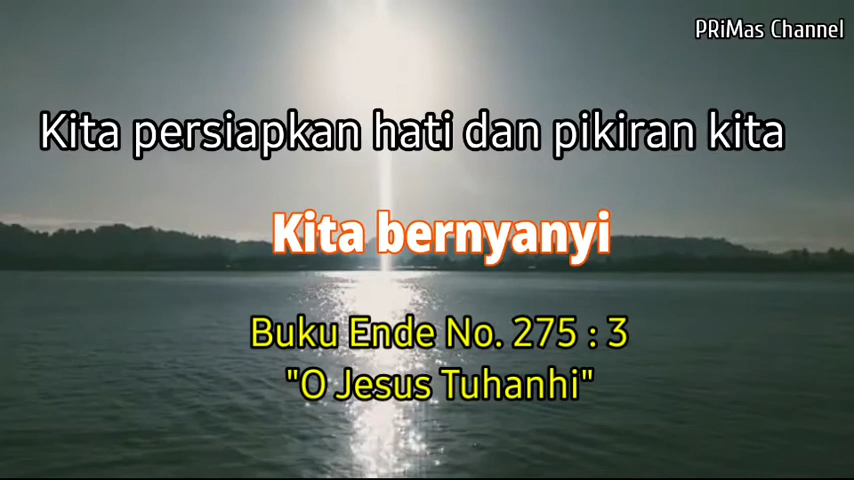 PRiMas Channel
Kita persiapkan hati dan pikiran kita
Kita bernyanyi
Buku Ende No. 275 : 3
"O Jesus Tuhanhi"